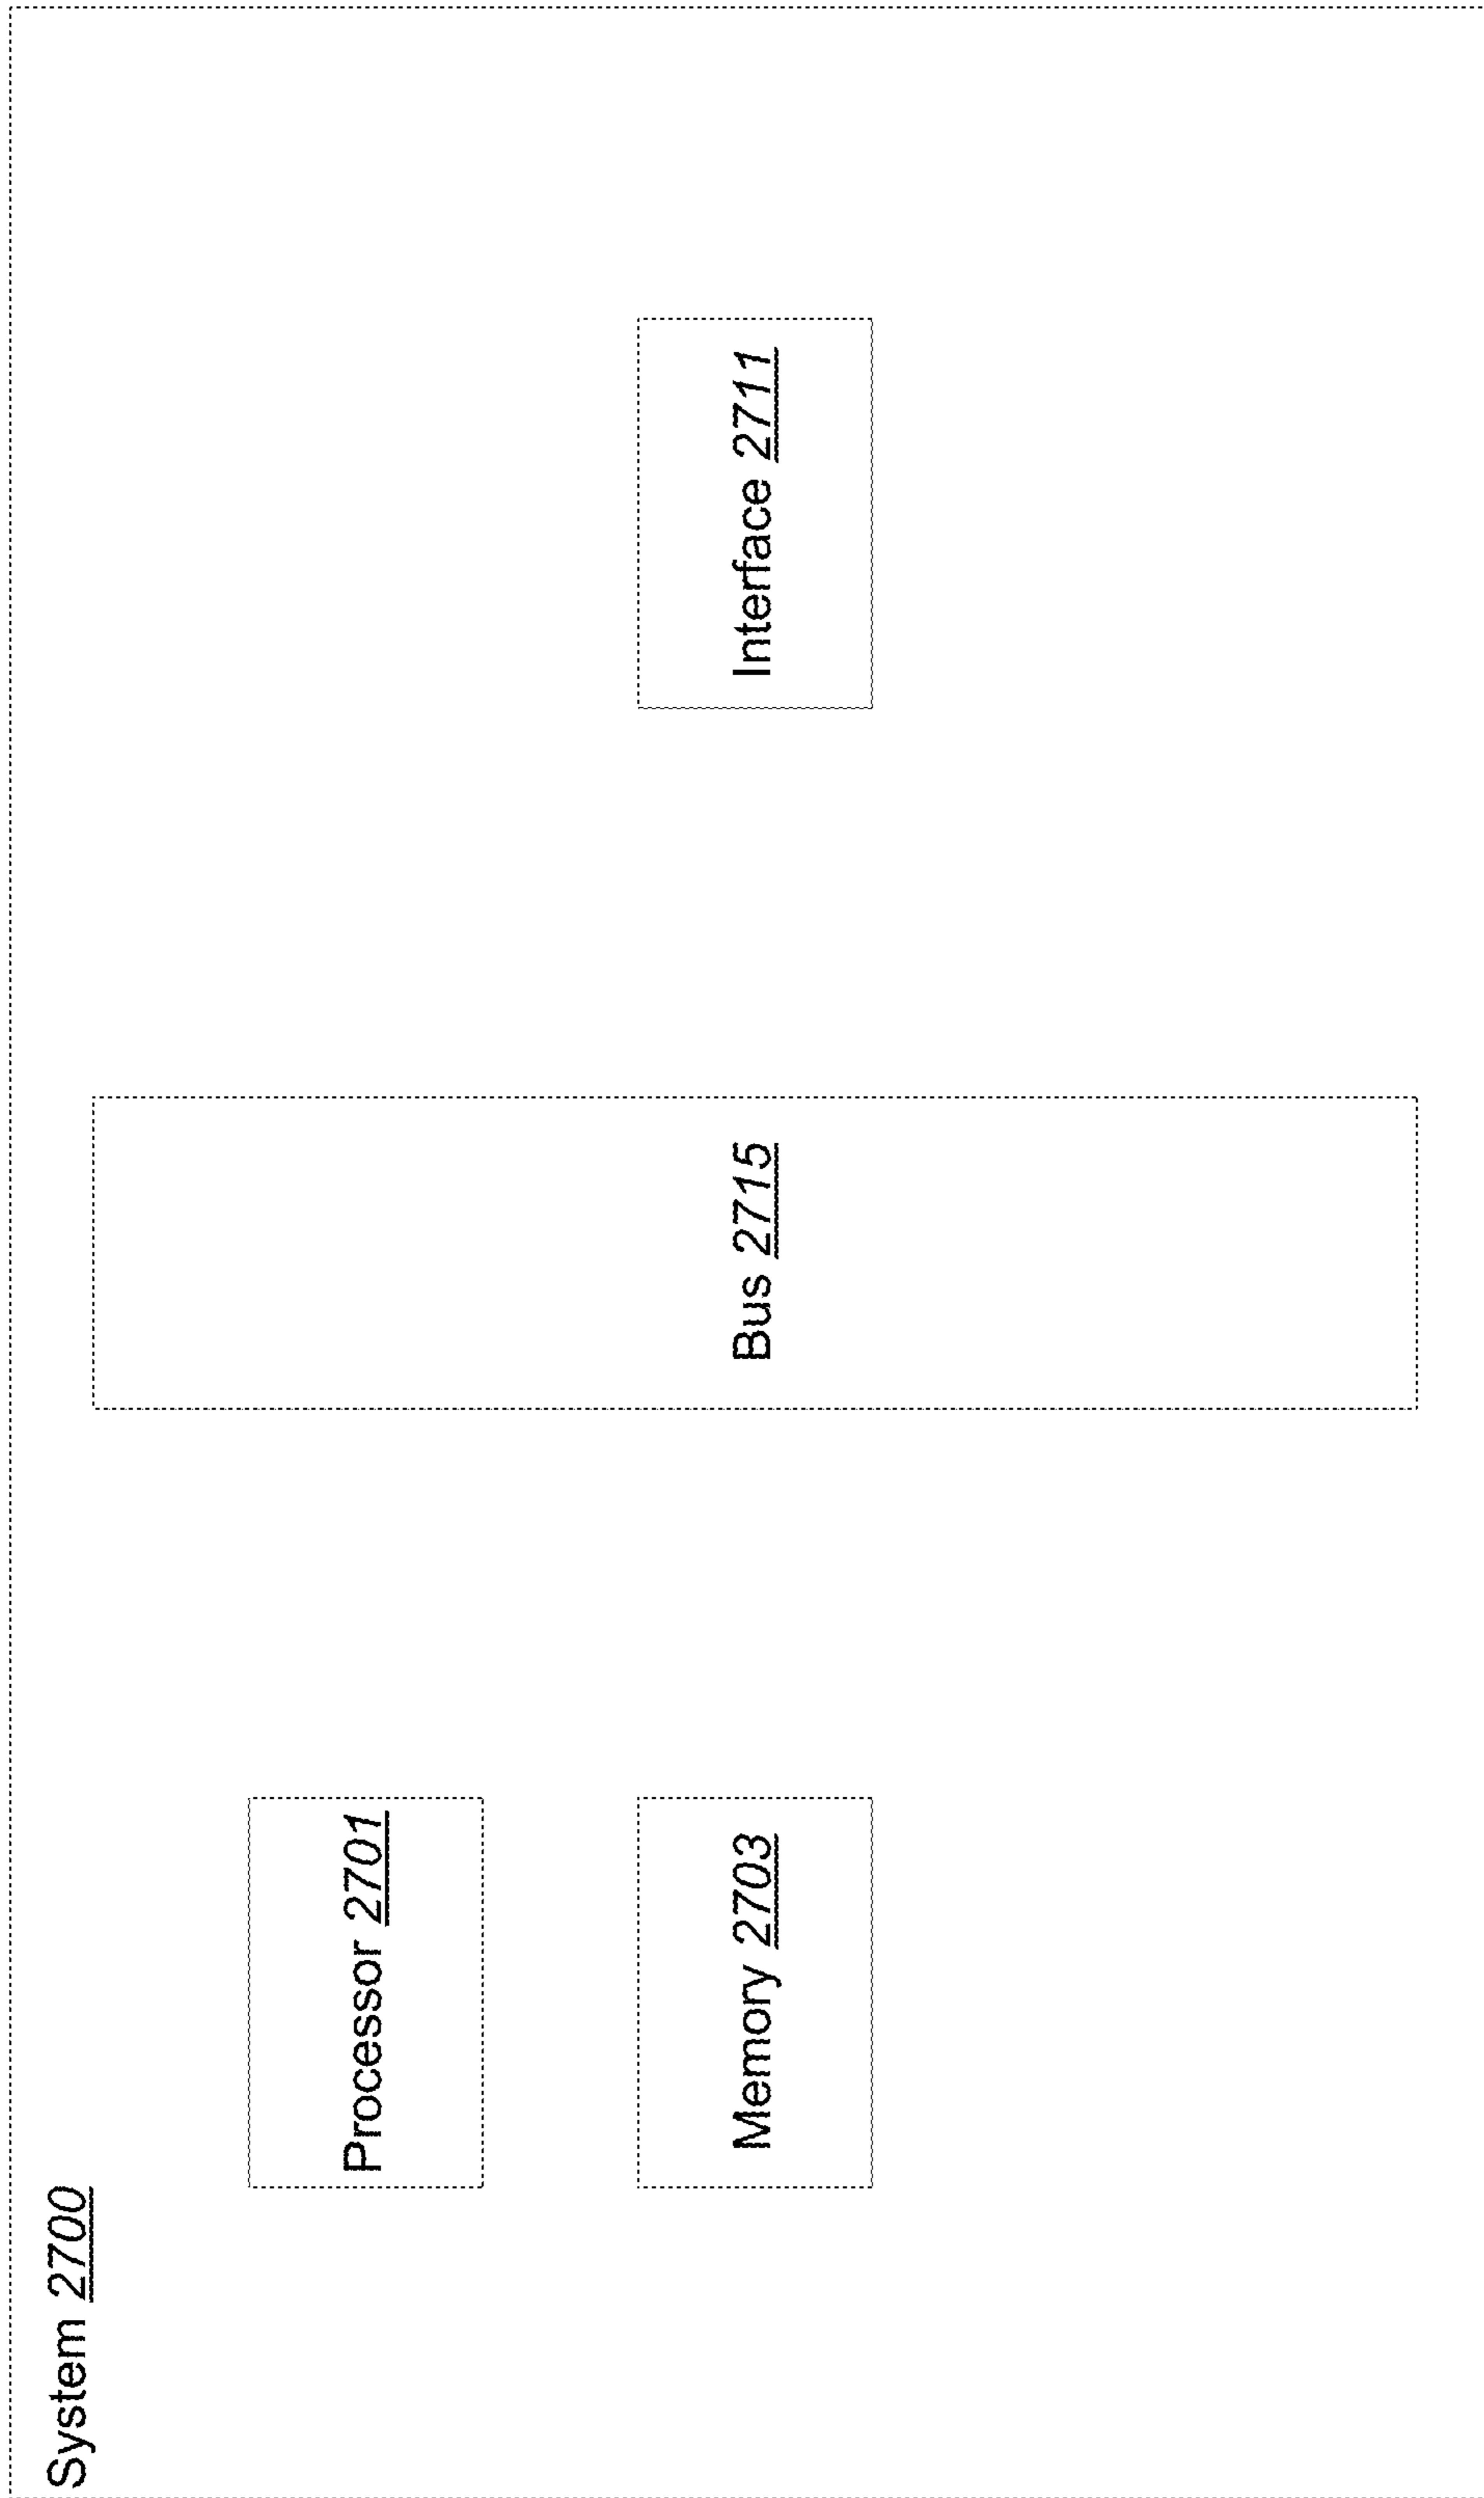 System 2700
Processor 2701
Memory 2703
Bus 2715
Interface 2711